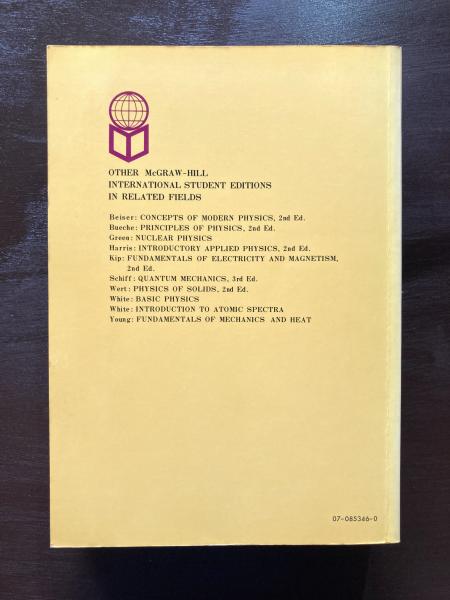 OTHER McGRAW-HILL
INTERNATIONAL STUDENT EDITIONS
IN RELATED FIELDS
Beiser: CONCEPTS OF MODERN PHYSICS, 2nd Ed.
Bueche: PRINCIPLES OF PHYSICS, 2nd Ed.
Green: NUCLEAR PHYSICS
Harris: INTRODUCTORY APPLIED PHYSICS, 2nd Ed.
Kip: FUNDAMENTALS OF ELECTRICITY AND MAGNETISM,
2nd Ed.
Schiff: QUANTUM MECHANICS, 3rd Ed.
Wert: PHYSICS OF SOLIDS, 2nd Ed.
White: BASIC PHYSICS
White: INTRODUCTION TO ATOMIC SPECTRA
Young: FUNDAMENTALS OF MECHANICS AND HEAT
07-085346-0